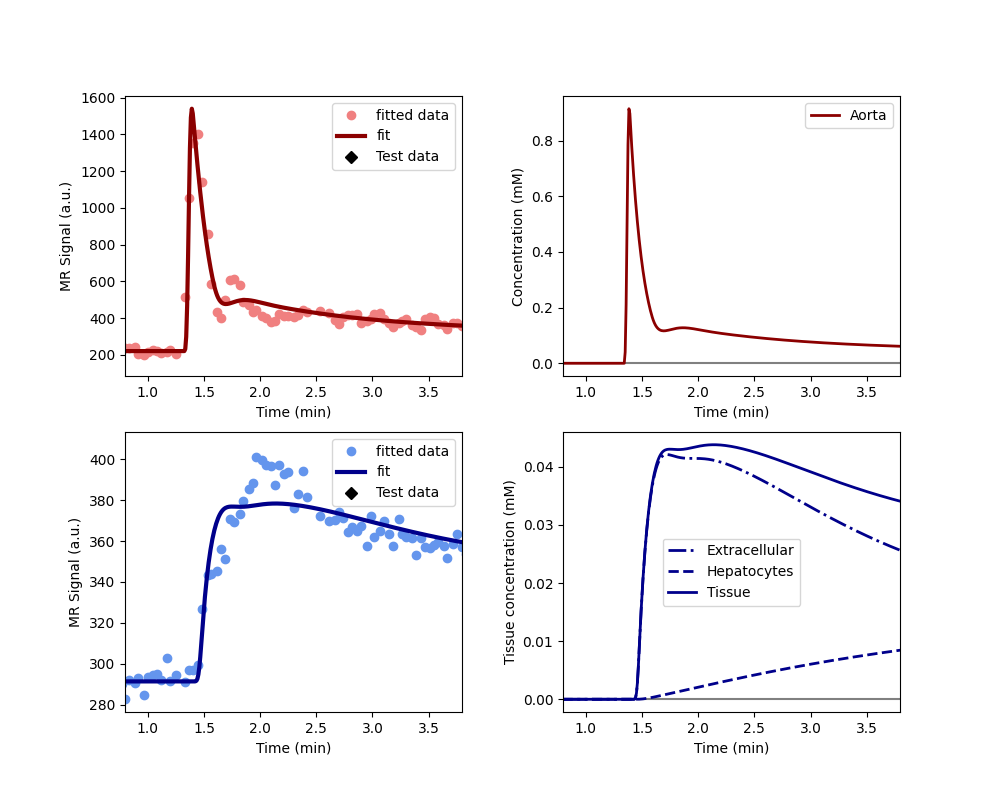 1600
1400
1200
1000
800
600
400
200
MR Signal (a.u.)
fitted data
fit
Test data
1.0 1.5 2.0 2.5 3.0 3.5
Time (min)
0.8
0.6
0.4
0.2
0.0
Concentration (mM)
Aorta
1.0 1.5 2.0 2.5 3.0 3.5
Time (min)
400
380
360
340
320
300
280
MR Signal (a.u.)
fitted data
fit
Test data
1.0 1.5 2.0 2.5 3.0 3.5
Time (min)
0.04
0.03
0.02
0.01
0.00
Tissue concentration (mM)
Extracellular
Hepatocytes
Tissue
1.0 1.5 2.0 2.5 3.0 3.5
Time (min)